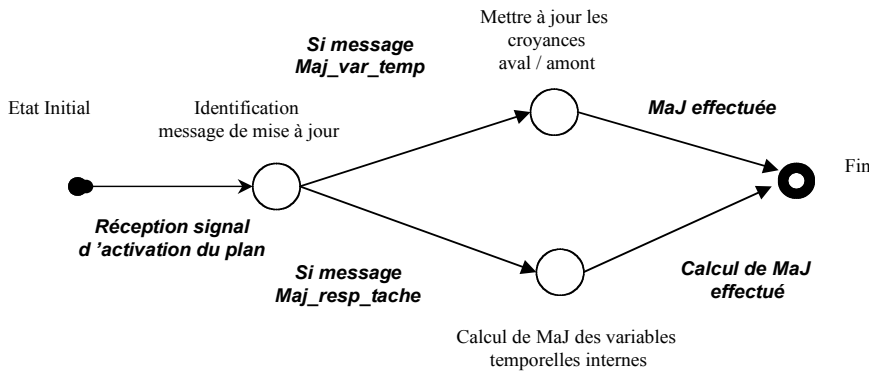 Mettre à jour les
croyances
aval / amont
Si message
Maj_var_temp
Etat Initial
Identification
message de mise à jour
MaJ effectuée
Fin
Réception signal
d ’activation du plan
Si message
Maj_resp_tache
Calcul de MaJ
effectué
Calcul de MaJ des variables
temporelles internes